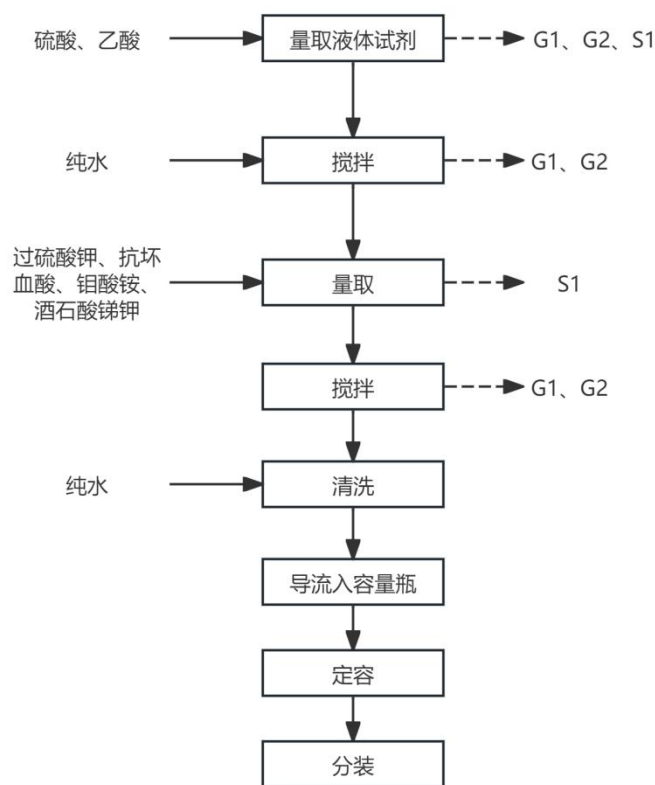 硫酸、乙酸
量取液体试剂
G1、G2、S1
纯水
搅拌
G1、G2
过硫酸钾、抗坏
血酸、钼酸铵、
酒石酸锑钾
量取
S1
搅拌
G1、G2
纯水
清洗
导流入容量瓶
定容
分装